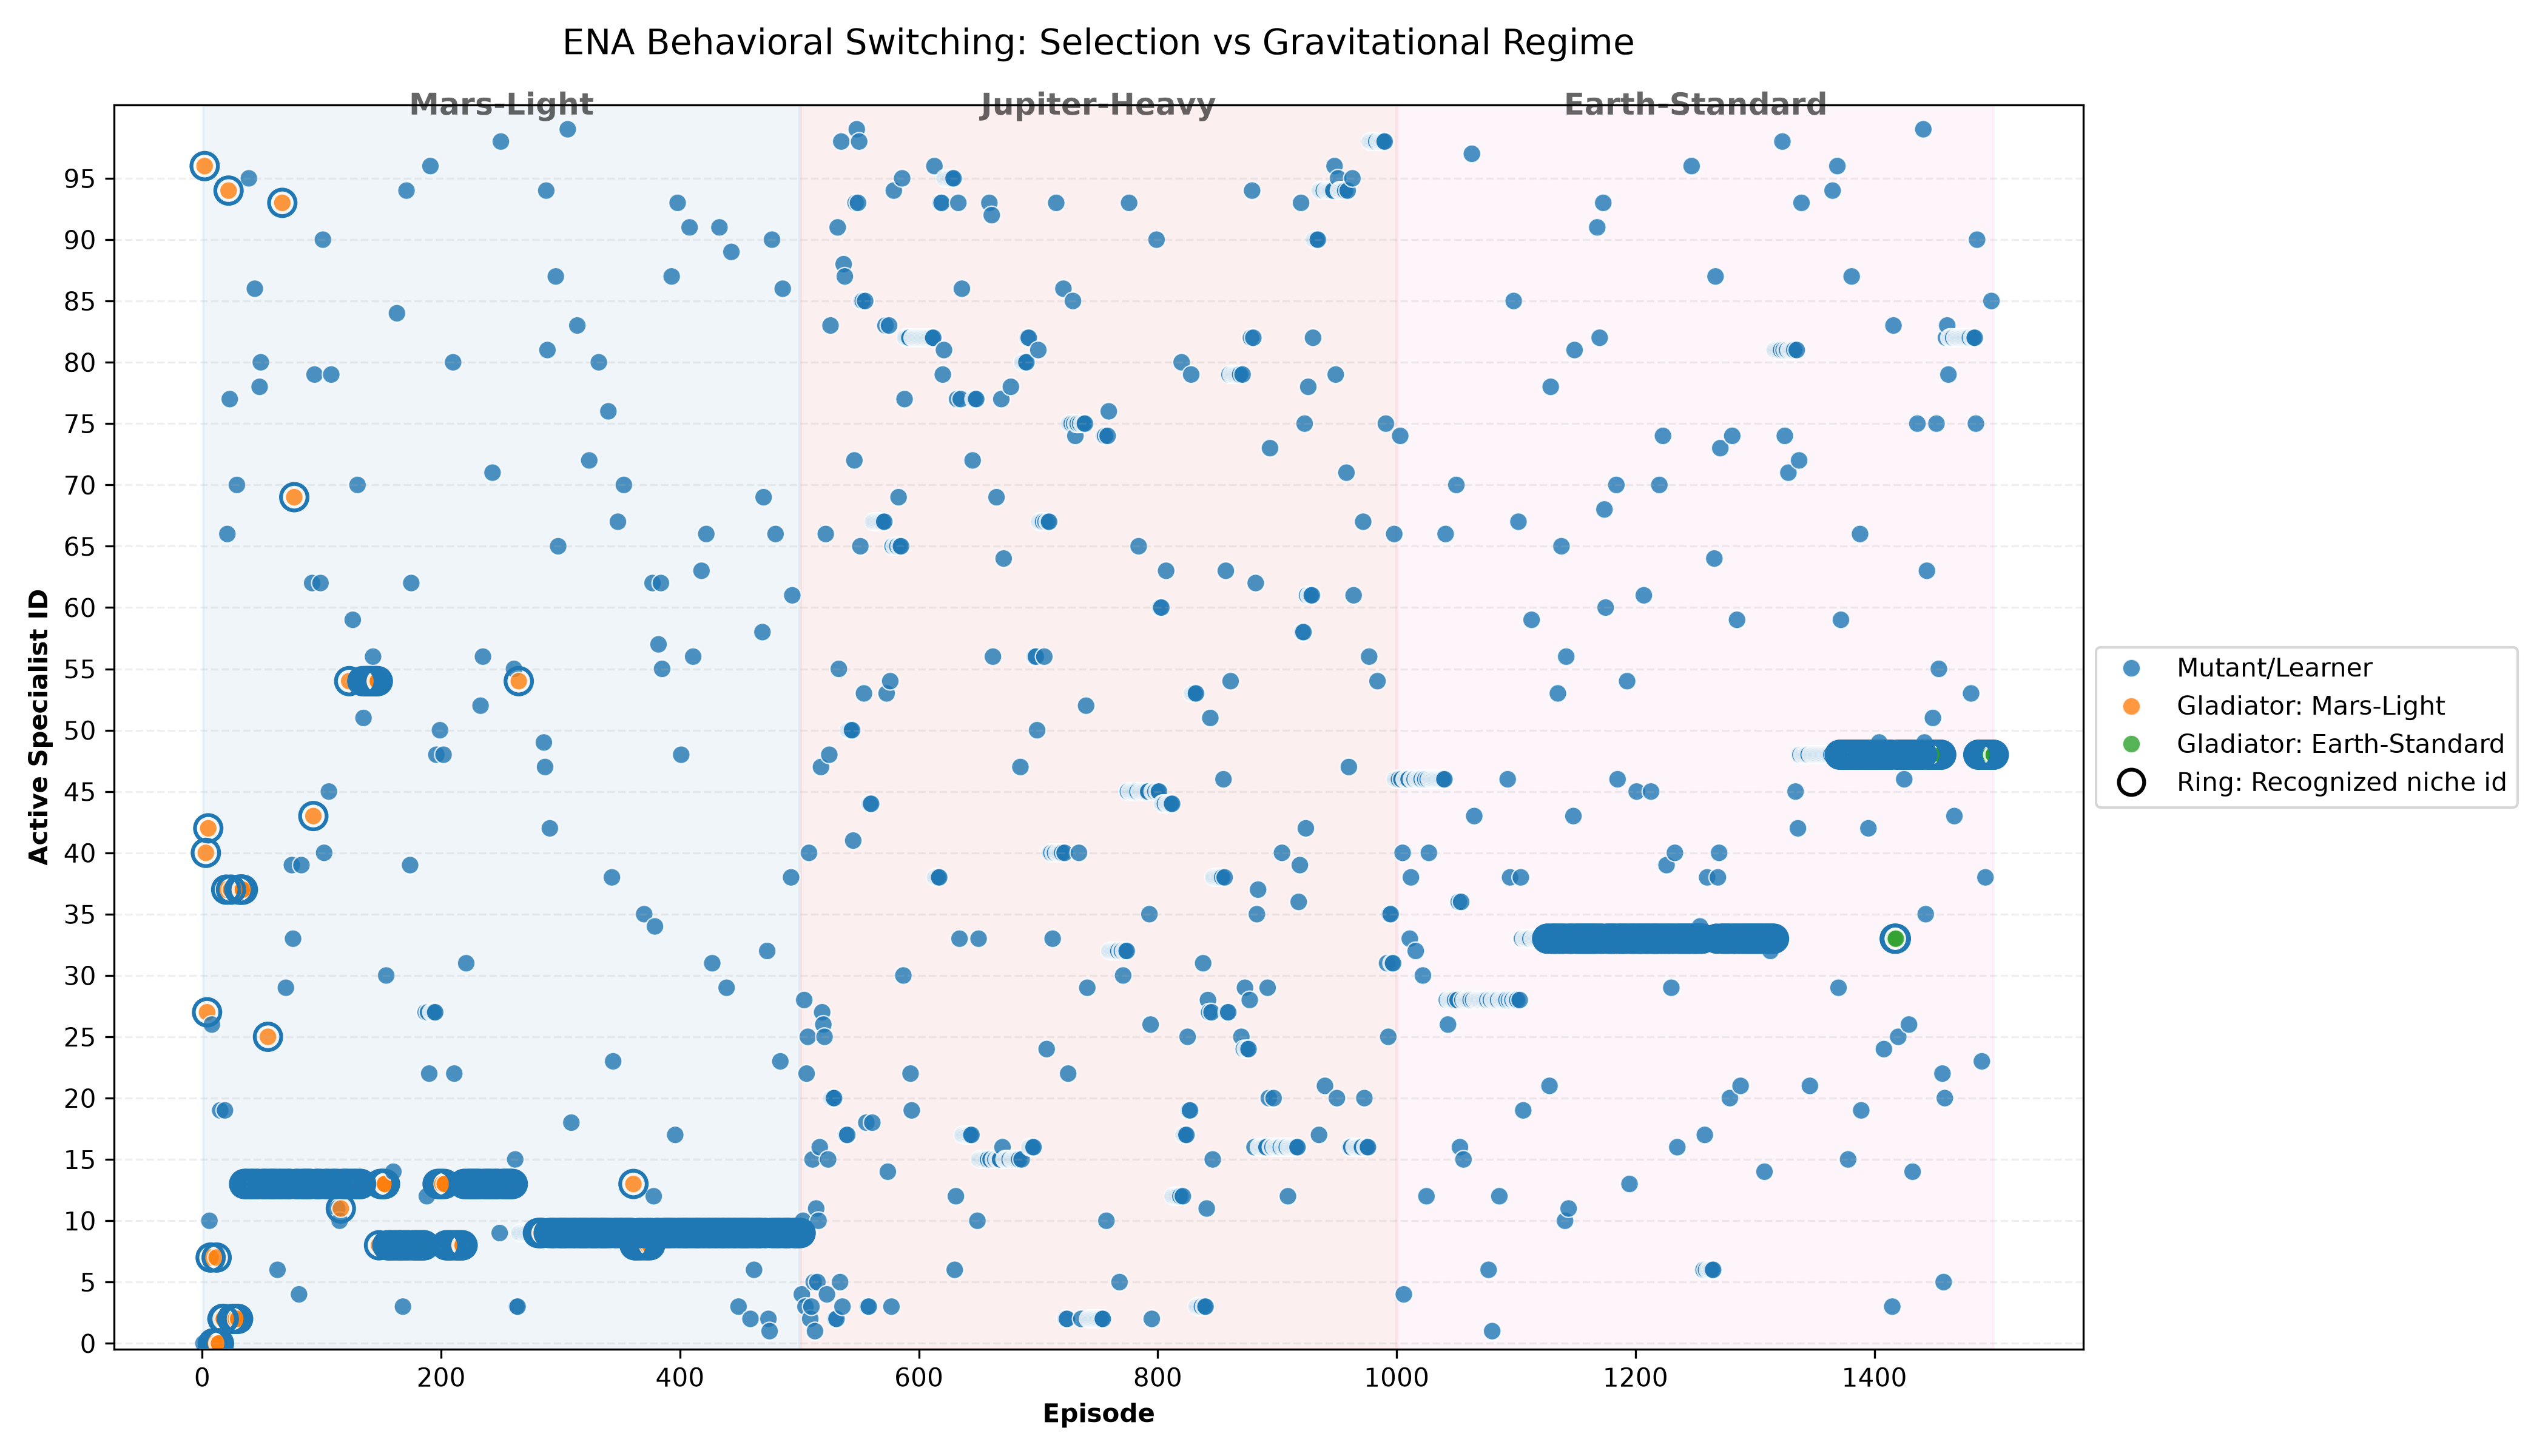 ENA Behavioral Switching: Selection vs Gravitational Regime
Mars-Light
Jupiter-Heavy
Earth-Standard
Active Specialist ID
95
90
85
80
75
70
65
60
55
50
45
40
35
30
25
20
15
10
5
0
0
200
400
600
800
1000
1200
1400
Episode
Mutant/Learner
Gladiator: Mars-Light
Gladiator: Earth-Standard
Ring: Recognized niche id